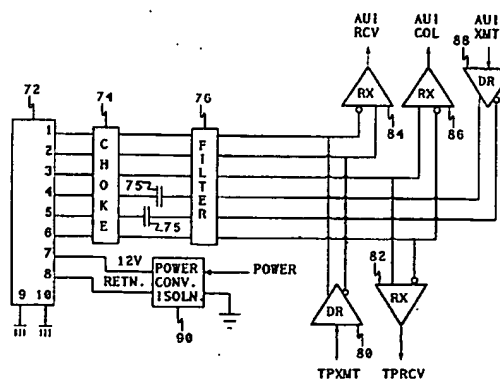 AUI RCV
AUI COL
AUI XMT
88
72
74
76
DR
RX
84
RX
86
1
2
3
4
5
6
7
8
9 10
CHOKE
75
75
FILTER
12V
RETN.
POWER CONV. ISOLN.
POWER
90
82
RX
DR
80
TPXMT
TPRCV